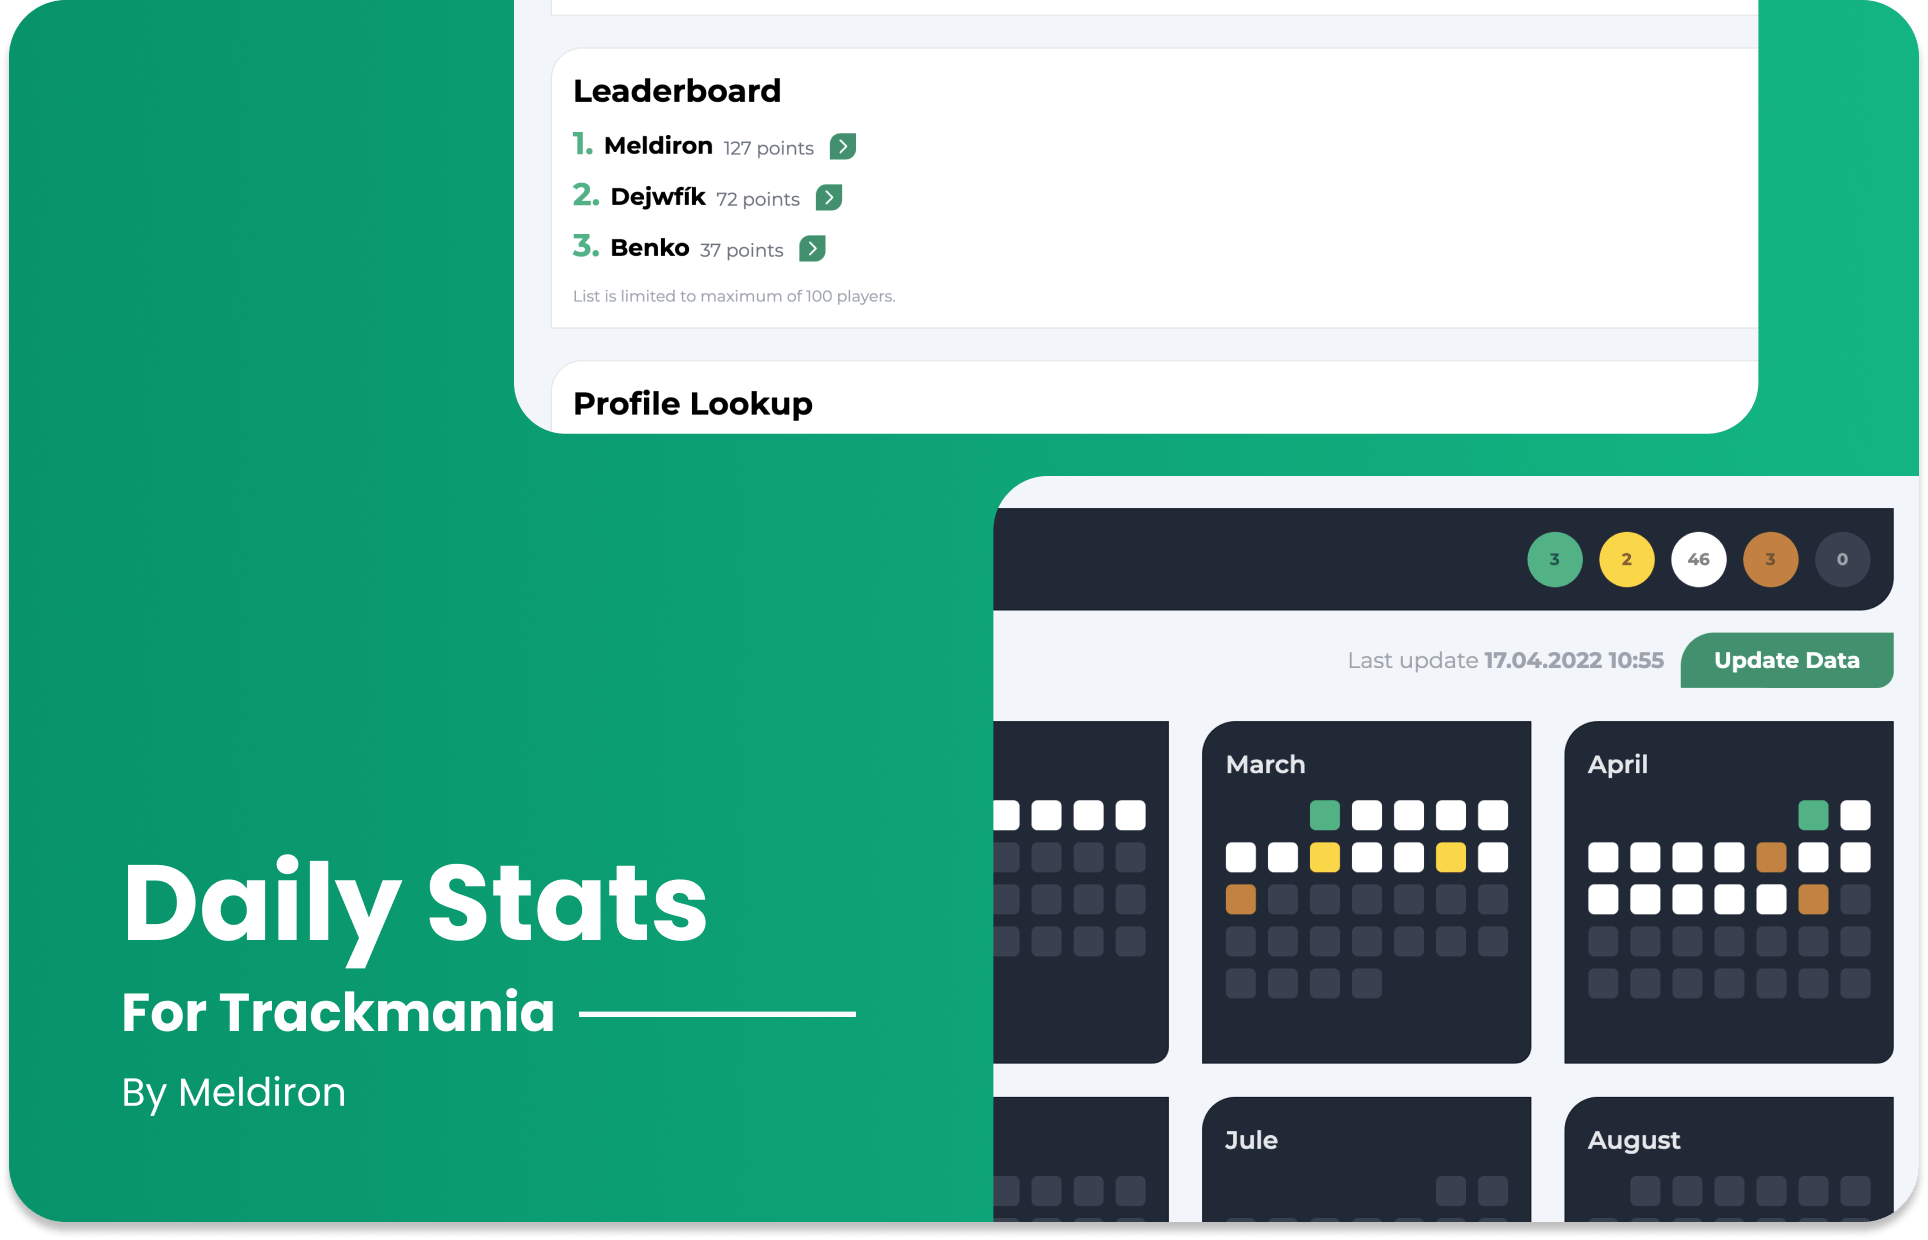 Leaderboard
1. Meldiron 127 points
2. Dejwfík 72 points
3. Benko 37 points
List is limited to maximum of 100 players.
Profile Lookup
3 2 46 3 0
Last update 17.04.2022 10:55 Update Data
March April
Jule August
Daily Stats
For Trackmania
By Meldiron